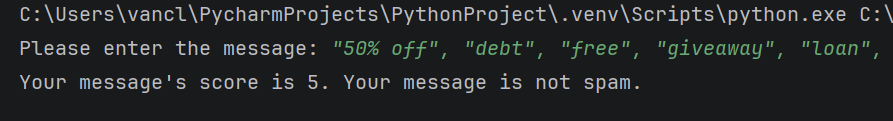 C:\Users\vancl\PycharmProjects\PythonProject\.venv\Scripts\python.exe C:\
Please enter the message: "50% off", "debt", "free", "giveaway", "loan",
Your message's score is 5. Your message is not spam.